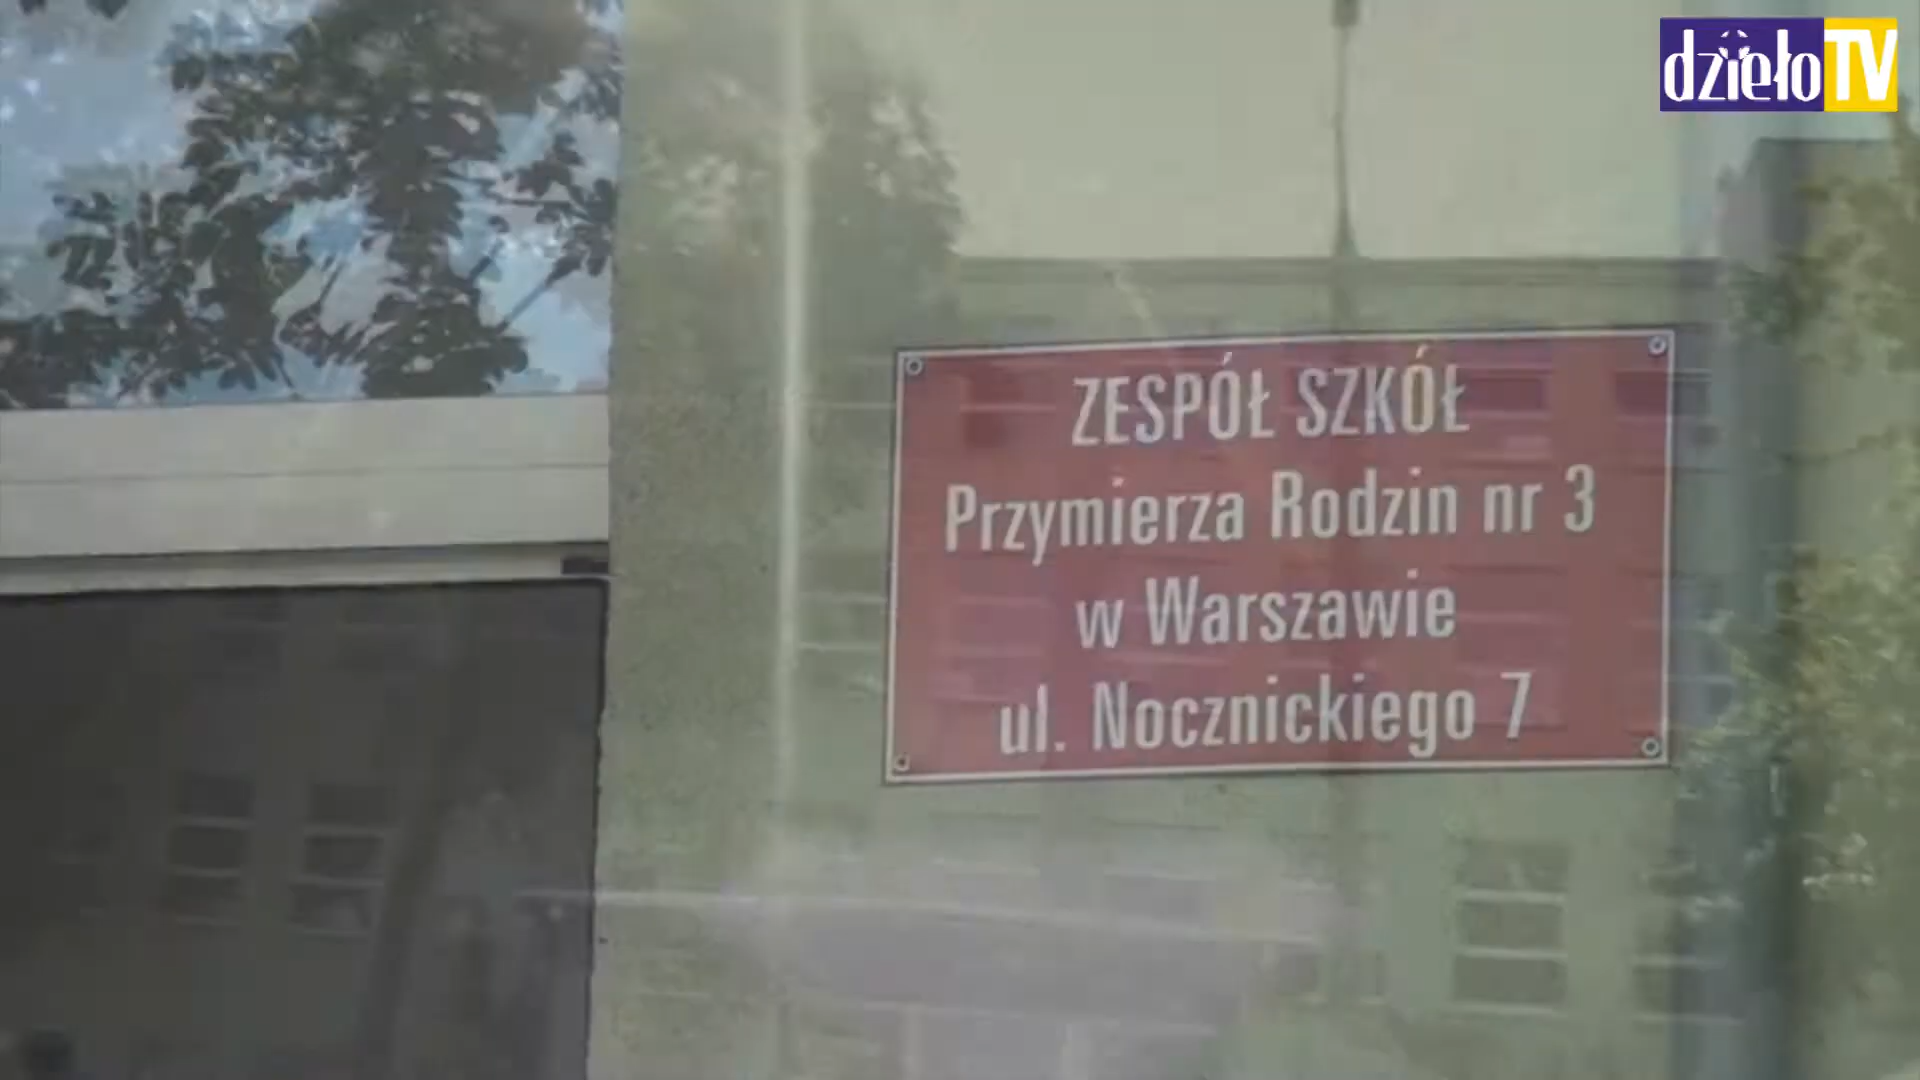 dziełoTV
ZESPÓŁ SZKÓŁ
Przymierza Rodzin nr 3
w Warszawie
ul. Nocznickiego 7